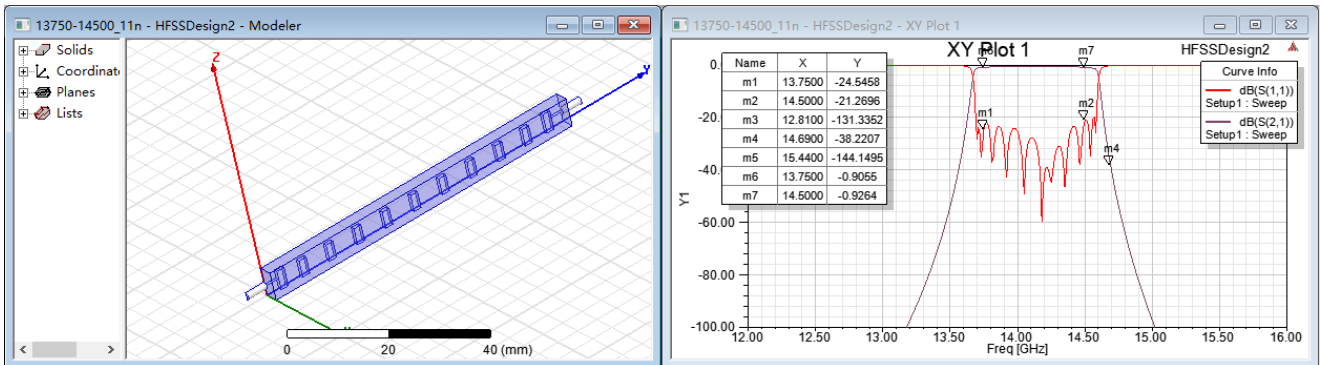 13750-14500_11n - HFSSDesign2 - Modeler
Solids
Coordinat
Planes
Lists
Z
Y
0
20
40 (mm)
13750-14500_11n - HFSSDesign2 - XY Plot 1
XY Plot 1
HFSSDesign2
Name X Y
m1 13.7500 -24.5458
m2 14.5000 -21.2696
m3 12.8100 -131.3352
m4 14.6900 -38.2207
m5 15.4400 -144.1495
m6 13.7500 -0.9055
m7 14.5000 -0.9264
Curve Info
dB(S(1,1))
Setup1 : Sweep
dB(S(2,1))
Setup1 : Sweep
m7
m1
m2
m4
Y1
-20.00
-40.00
-60.00
-80.00
-100.00
12.00 12.50 13.00 13.50 14.00 14.50 15.00 15.50 16.00
Freq [GHz]